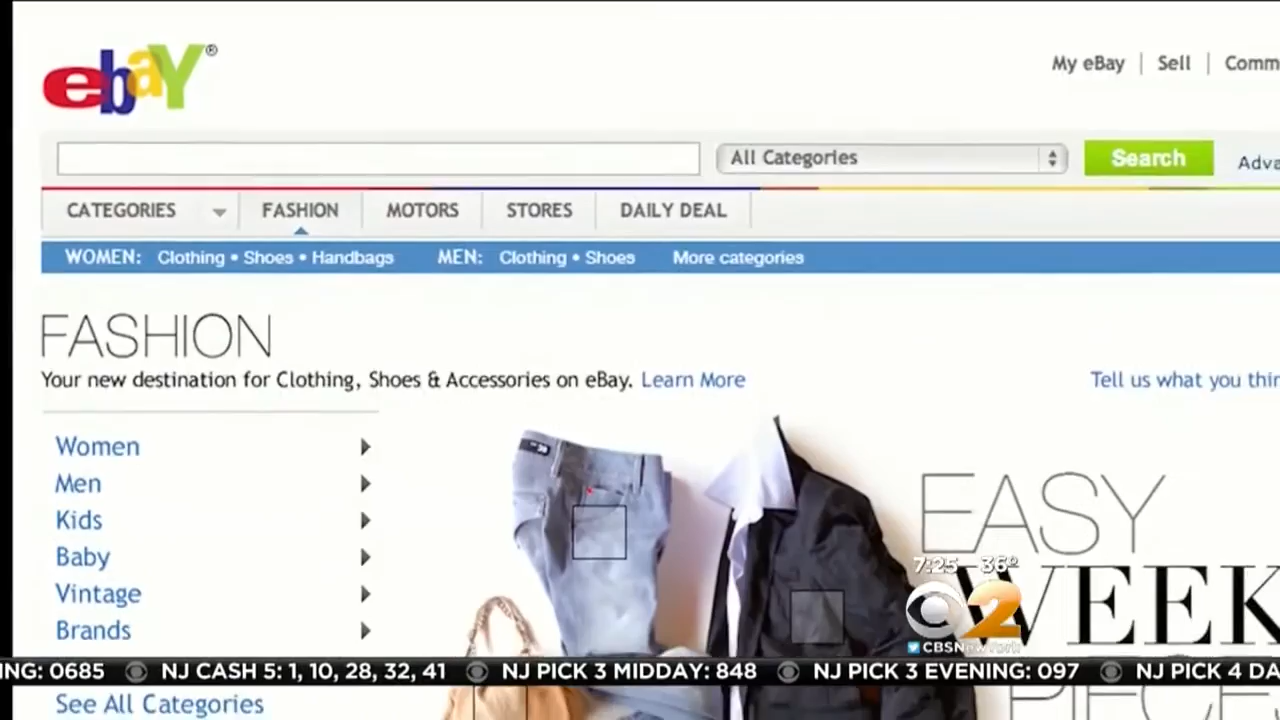 ebaY®
My eBay | Sell | Comm
All Categories
Search
Adva
CATEGORIES
FASHION
MOTORS
STORES
DAILY DEAL
WOMEN: Clothing • Shoes • Handbags MEN: Clothing • Shoes More categories
FASHION
Your new destination for Clothing, Shoes & Accessories on eBay. Learn More
Tell us what you thin
Women
Men
Kids
Baby
Vintage
Brands
EASY
WEEK
PIECES
7:25 36°
2
CBSNewYork
ING: 0685 NJ CASH 5: 1, 10, 28, 32, 41 NJ PICK 3 MIDDAY: 848 NJ PICK 3 EVENING: 097 NJ PICK 4 DA
See All Categories